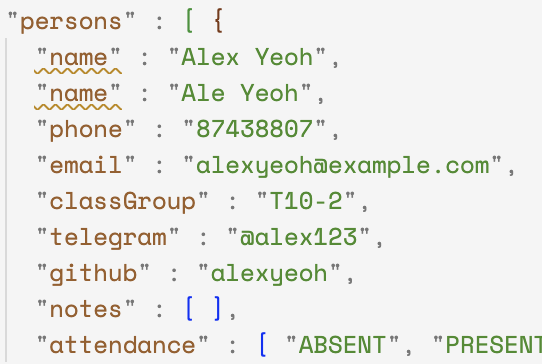 "persons" : [ {
"name" : "Alex Yeoh",
"name" : "Ale Yeoh",
"phone" : "87438807",
"email" : "alexyeoh@example.com",
"classGroup" : "T10-2",
"telegram" : "@alex123",
"github" : "alexyeoh",
"notes" : [ ],
"attendance" : [ "ABSENT", "PRESENT